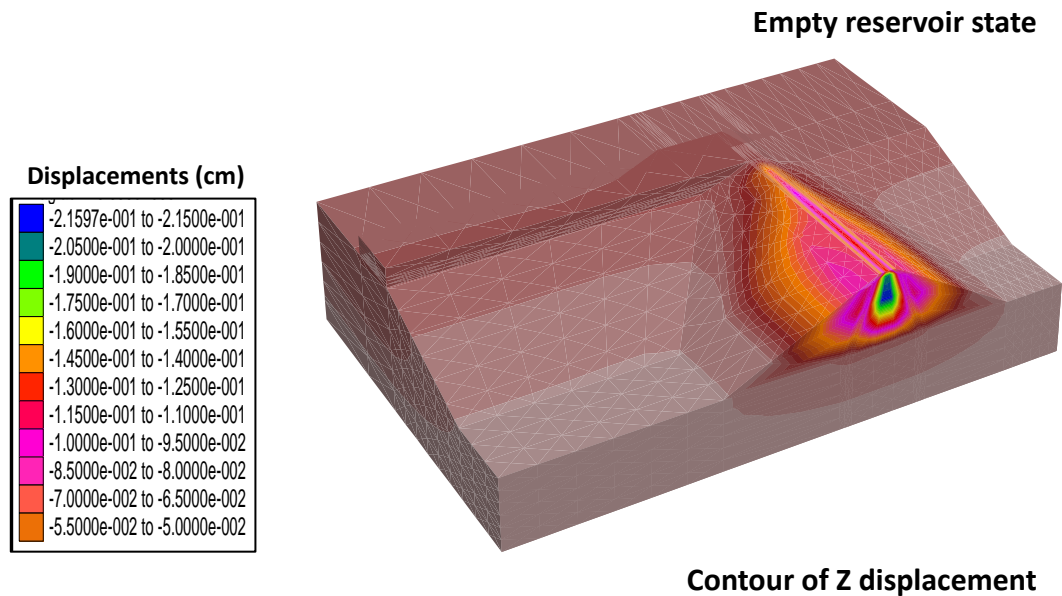 Empty reservoir state
Displacements (cm)
-2.1597e-001 to -2.1500e-001
-2.0500e-001 to -2.0000e-001
-1.9000e-001 to -1.8500e-001
-1.7500e-001 to -1.7000e-001
-1.6000e-001 to -1.5500e-001
-1.4500e-001 to -1.4000e-001
-1.3000e-001 to -1.2500e-001
-1.1500e-001 to -1.1000e-001
-1.0000e-001 to -9.5000e-002
-8.5000e-002 to -8.0000e-002
-7.0000e-002 to -6.5000e-002
-5.5000e-002 to -5.0000e-002
Contour of Z displacement